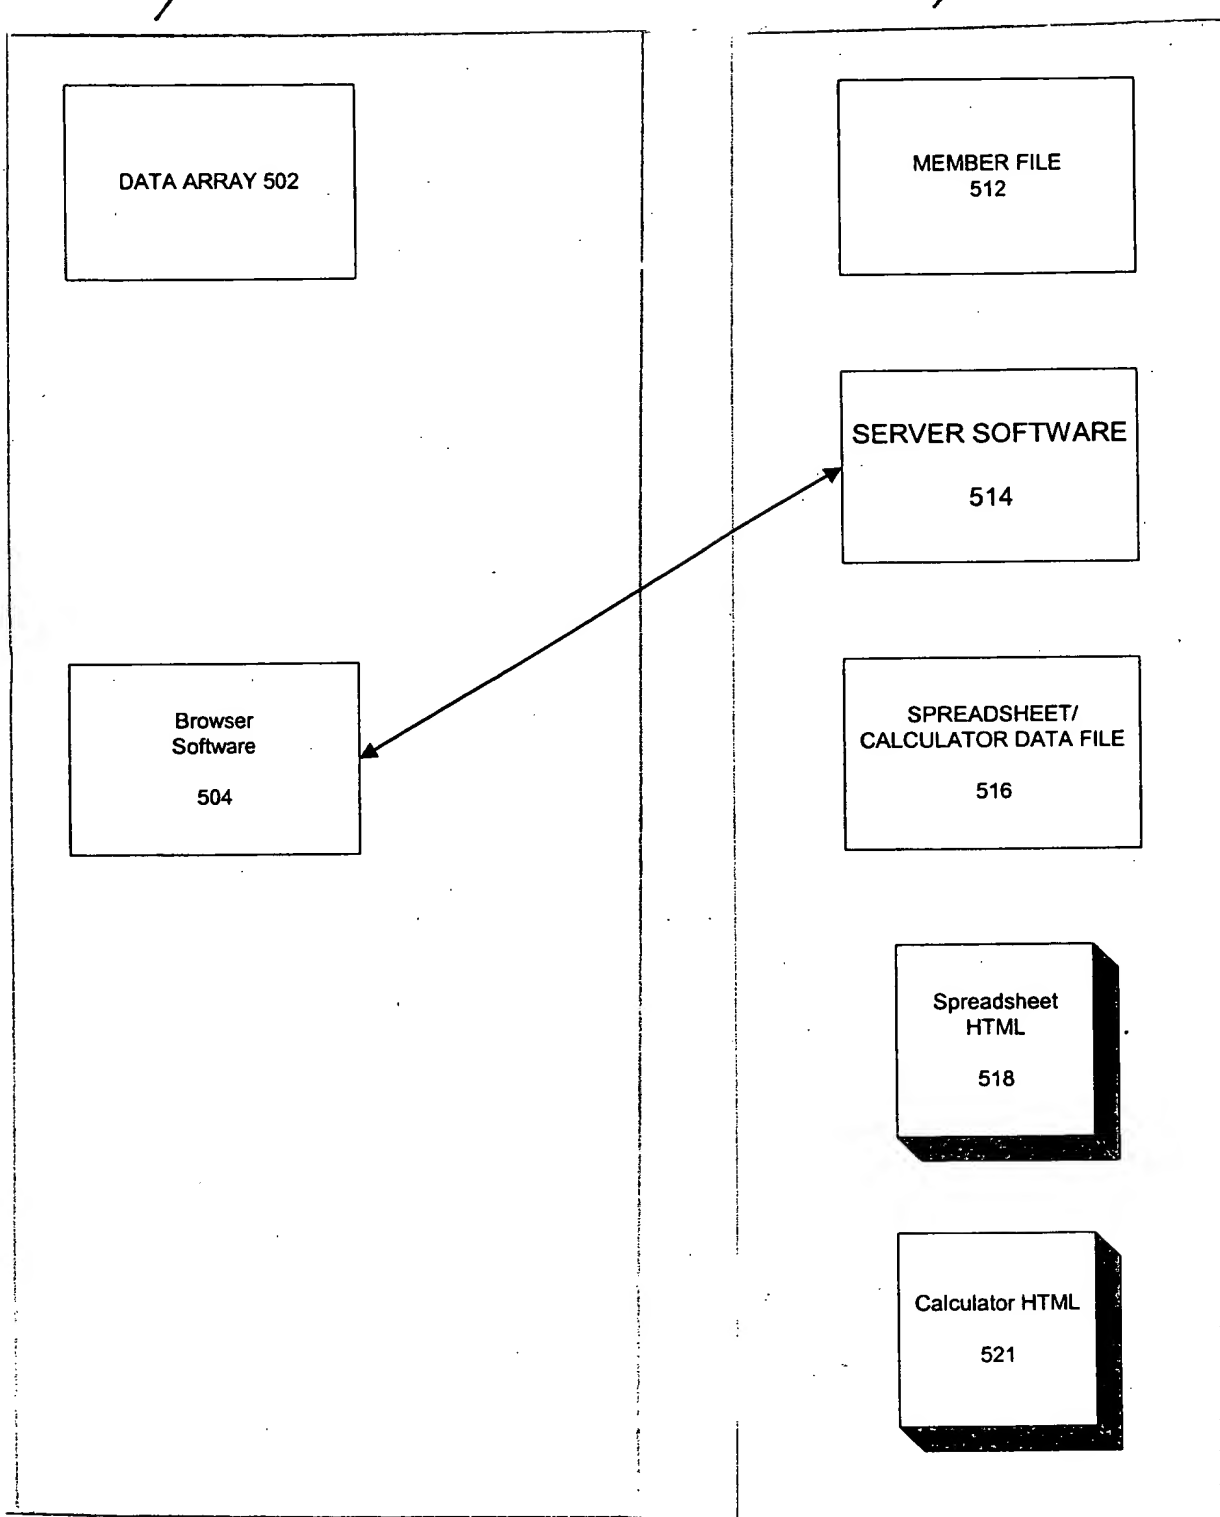 DATA ARRAY 502
Browser
Software
504
MEMBER FILE
512
SERVER SOFTWARE
514
SPREADSHEET/
CALCULATOR DATA FILE
516
Spreadsheet
HTML
518
Calculator HTML
521